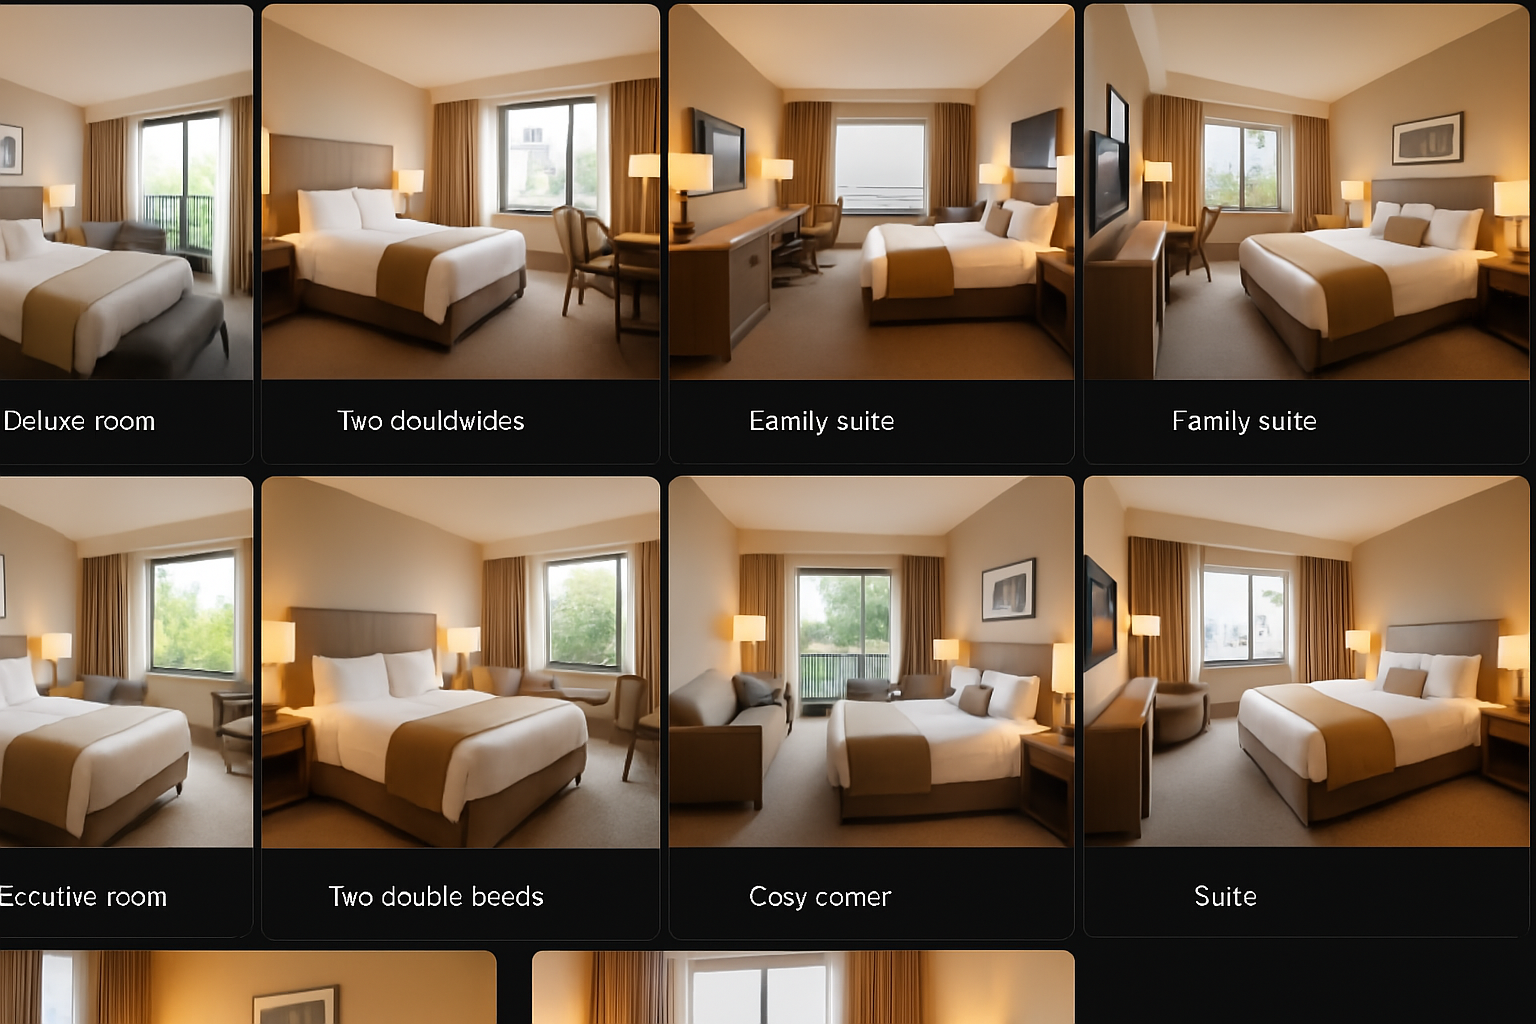 Deluxe room
Two douldwides
Eamily suite
Family suite
Eccutive room
Two double beeds
Cosy comer
Suite